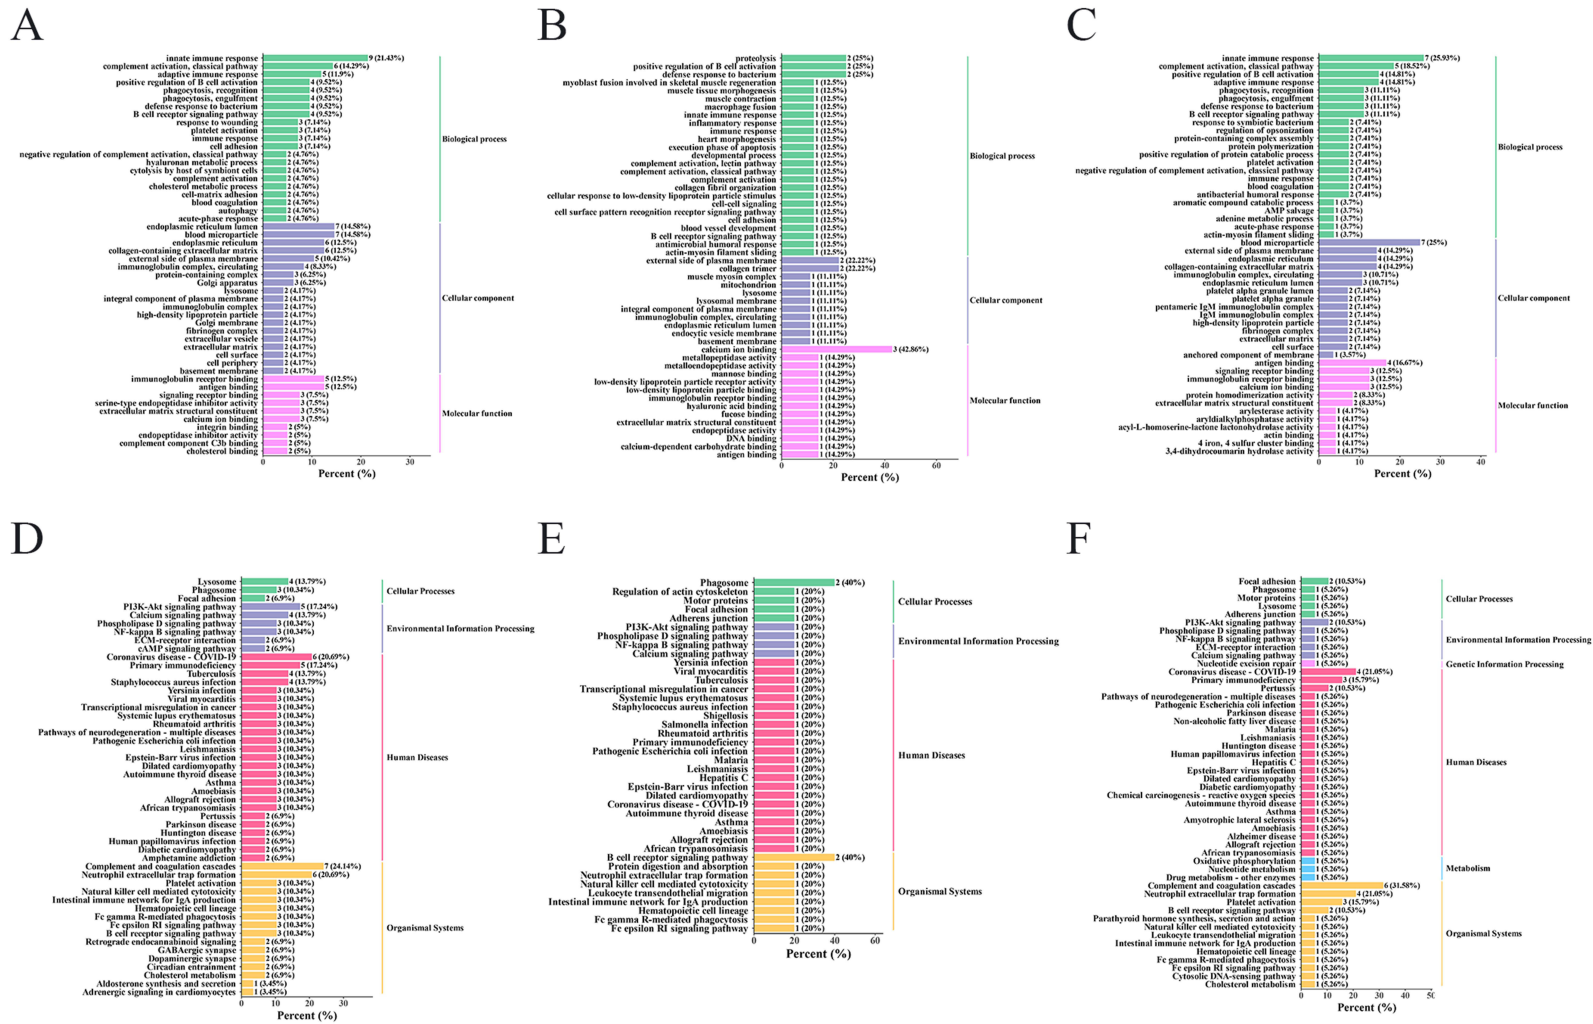 A
innate immune response 9 (21.43%)
complement activation, classical pathway 6 (14.29%)
adaptive immune response 5 (11.9%)
positive regulation of B cell activation 4 (9.52%)
phagocytosis, recognition 4 (9.52%)
phagocytosis, engulfment 4 (9.52%)
defense response to bacterium 4 (9.52%)
B cell receptor signaling pathway 4 (9.52%)
response to wounding 3 (7.14%)
platelet activation 3 (7.14%)
immune response 3 (7.14%)
cell adhesion 3 (7.14%)
negative regulation of complement activation, classical pathway 2 (4.76%)
hyaluronan metabolic process 2 (4.76%)
cytolysis by host of symbiont cells 2 (4.76%)
complement activation 2 (4.76%)
cholesterol metabolic process 2 (4.76%)
cell-matrix adhesion 2 (4.76%)
blood coagulation 2 (4.76%)
autophagy 2 (4.76%)
acute-phase response 2 (4.76%)
Biological process
endoplasmic reticulum lumen 7 (14.58%)
blood microparticle 7 (14.58%)
endoplasmic reticulum 6 (12.5%)
collagen-containing extracellular matrix 6 (12.5%)
external side of plasma membrane 5 (10.42%)
immunoglobulin complex, circulating 4 (8.33%)
protein-containing complex 3 (6.25%)
Golgi apparatus 3 (6.25%)
lysosome 2 (4.17%)
integral component of plasma membrane 2 (4.17%)
immunoglobulin complex 2 (4.17%)
high-density lipoprotein particle 2 (4.17%)
Golgi membrane 2 (4.17%)
fibrinogen complex 2 (4.17%)
extracellular vesicle 2 (4.17%)
extracellular matrix 2 (4.17%)
cell surface 2 (4.17%)
cell periphery 2 (4.17%)
basement membrane 2 (4.17%)
Cellular component
immunoglobulin receptor binding 5 (12.5%)
antigen binding 5 (12.5%)
signaling receptor binding 3 (7.5%)
serine-type endopeptidase inhibitor activity 3 (7.5%)
extracellular matrix structural constituent 3 (7.5%)
calcium ion binding 3 (7.5%)
integrin binding 2 (5%)
endopeptidase inhibitor activity 2 (5%)
complement component C3b binding 2 (5%)
cholesterol binding 2 (5%)
Molecular function
0 10 20 30
Percent (%)
B
proteolysis 2 (25%)
positive regulation of B cell activation 2 (25%)
defense response to bacterium 2 (25%)
myoblast fusion involved in skeletal muscle regeneration 1 (12.5%)
muscle tissue morphogenesis 1 (12.5%)
muscle contraction 1 (12.5%)
macrophage fusion 1 (12.5%)
innate immune response 1 (12.5%)
inflammatory response 1 (12.5%)
immune response 1 (12.5%)
heart morphogenesis 1 (12.5%)
execution phase of apoptosis 1 (12.5%)
developmental process 1 (12.5%)
complement activation, lectin pathway 1 (12.5%)
complement activation, classical pathway 1 (12.5%)
complement activation 1 (12.5%)
collagen fibril organization 1 (12.5%)
cellular response to low-density lipoprotein particle stimulus 1 (12.5%)
cell-cell signaling 1 (12.5%)
cell surface pattern recognition receptor signaling pathway 1 (12.5%)
cell adhesion 1 (12.5%)
blood vessel development 1 (12.5%)
B cell receptor signaling pathway 1 (12.5%)
antimicrobial humoral response 1 (12.5%)
actin-myosin filament sliding 1 (12.5%)
Biological process
external side of plasma membrane 2 (22.22%)
collagen trimer 2 (22.22%)
muscle myosin complex 1 (11.11%)
mitochondrion 1 (11.11%)
lysosome 1 (11.11%)
lysosomal membrane 1 (11.11%)
integral component of plasma membrane 1 (11.11%)
immunoglobulin complex, circulating 1 (11.11%)
endoplasmic reticulum lumen 1 (11.11%)
endocytic vesicle membrane 1 (11.11%)
basement membrane 1 (11.11%)
Cellular component
calcium ion binding 3 (42.86%)
metallopeptidase activity 1 (14.29%)
metalloendopeptidase activity 1 (14.29%)
mannose binding 1 (14.29%)
low-density lipoprotein particle receptor activity 1 (14.29%)
low-density lipoprotein particle binding 1 (14.29%)
immunoglobulin receptor binding 1 (14.29%)
hyaluronic acid binding 1 (14.29%)
fucose binding 1 (14.29%)
extracellular matrix structural constituent 1 (14.29%)
endopeptidase activity 1 (14.29%)
DNA binding 1 (14.29%)
calcium-dependent carbohydrate binding 1 (14.29%)
antigen binding 1 (14.29%)
Molecular function
0 20 40 60
Percent (%)
C
innate immune response 7 (25.93%)
complement activation, classical pathway 5 (18.52%)
positive regulation of B cell activation 4 (14.81%)
adaptive immune response 4 (14.81%)
phagocytosis, recognition 3 (11.11%)
phagocytosis, engulfment 3 (11.11%)
defense response to bacterium 3 (11.11%)
B cell receptor signaling pathway 3 (11.11%)
response to symbiotic bacterium 2 (7.41%)
regulation of opsonization 2 (7.41%)
protein-containing complex assembly 2 (7.41%)
protein polymerization 2 (7.41%)
positive regulation of protein catabolic process 2 (7.41%)
platelet activation 2 (7.41%)
negative regulation of complement activation, classical pathway 2 (7.41%)
immune response 2 (7.41%)
blood coagulation 2 (7.41%)
antibacterial humoral response 2 (7.41%)
aromatic compound catabolic process 1 (3.7%)
AMP salvage 1 (3.7%)
adenine metabolic process 1 (3.7%)
acute-phase response 1 (3.7%)
actin-myosin filament sliding 1 (3.7%)
Biological process
blood microparticle 7 (25%)
external side of plasma membrane 4 (14.29%)
endoplasmic reticulum 4 (14.29%)
collagen-containing extracellular matrix 4 (14.29%)
immunoglobulin complex, circulating 3 (10.71%)
endoplasmic reticulum lumen 3 (10.71%)
platelet alpha granule lumen 2 (7.14%)
platelet alpha granule 2 (7.14%)
pentameric IgM immunoglobulin complex 2 (7.14%)
IgM immunoglobulin complex 2 (7.14%)
high-density lipoprotein particle 2 (7.14%)
fibrinogen complex 2 (7.14%)
extracellular matrix 2 (7.14%)
cell surface 2 (7.14%)
anchored component of membrane 1 (3.57%)
Cellular component
antigen binding 4 (16.67%)
signaling receptor binding 3 (12.5%)
immunoglobulin receptor binding 3 (12.5%)
calcium ion binding 3 (12.5%)
protein homodimerization activity 2 (8.33%)
extracellular matrix structural constituent 2 (8.33%)
arylesterase activity 1 (4.17%)
aryldialkylphosphatase activity 1 (4.17%)
acyl-L-homoserine-lactone lactonohydrolase activity 1 (4.17%)
actin binding 1 (4.17%)
4 iron, 4 sulfur cluster binding 1 (4.17%)
3,4-dihydrocoumarin hydrolase activity 1 (4.17%)
Molecular function
0 10 20 30 40
Percent (%)
D
Lysosome 4 (13.79%)
Phagosome 3 (10.34%)
Focal adhesion 2 (6.9%)
Cellular Processes
PI3K-Akt signaling pathway 5 (17.24%)
Calcium signaling pathway 4 (13.79%)
Phospholipase D signaling pathway 3 (10.34%)
NF-kappa B signaling pathway 3 (10.34%)
ECM-receptor interaction 2 (6.9%)
cAMP signaling pathway 2 (6.9%)
Environmental Information Processing
Coronavirus disease - COVID-19 6 (20.69%)
Primary immunodeficiency 5 (17.24%)
Tuberculosis 4 (13.79%)
Staphylococcus aureus infection 4 (13.79%)
Yersinia infection 3 (10.34%)
Viral myocarditis 3 (10.34%)
Transcriptional misregulation in cancer 3 (10.34%)
Systemic lupus erythematosus 3 (10.34%)
Rheumatoid arthritis 3 (10.34%)
Pathways of neurodegeneration - multiple diseases 3 (10.34%)
Pathogenic Escherichia coli infection 3 (10.34%)
Leishmaniasis 3 (10.34%)
Epstein-Barr virus infection 3 (10.34%)
Dilated cardiomyopathy 3 (10.34%)
Autoimmune thyroid disease 3 (10.34%)
Asthma 3 (10.34%)
Amoebiasis 3 (10.34%)
Allograft rejection 3 (10.34%)
African trypanosomiasis 3 (10.34%)
Pertussis 2 (6.9%)
Parkinson disease 2 (6.9%)
Huntington disease 2 (6.9%)
Human papillomavirus infection 2 (6.9%)
Diabetic cardiomyopathy 2 (6.9%)
Amphetamine addiction 2 (6.9%)
Human Diseases
Complement and coagulation cascades 7 (24.14%)
Neutrophil extracellular trap formation 6 (20.69%)
Platelet activation 3 (10.34%)
Natural killer cell mediated cytotoxicity 3 (10.34%)
Intestinal immune network for IgA production 3 (10.34%)
Hematopoietic cell lineage 3 (10.34%)
Fc gamma R-mediated phagocytosis 3 (10.34%)
Fc epsilon RI signaling pathway 3 (10.34%)
B cell receptor signaling pathway 3 (10.34%)
Retrograde endocannabinoid signaling 2 (6.9%)
GABAergic synapse 2 (6.9%)
Dopaminergic synapse 2 (6.9%)
Circadian entrainment 2 (6.9%)
Cholesterol metabolism 2 (6.9%)
Aldosterone synthesis and secretion 1 (3.45%)
Adrenergic signaling in cardiomyocytes 1 (3.45%)
Organismal Systems
0 10 20 30
Percent (%)
E
Phagosome 2 (40%)
Regulation of actin cytoskeleton 1 (20%)
Motor proteins 1 (20%)
Focal adhesion 1 (20%)
Adherens junction 1 (20%)
Cellular Processes
PI3K-Akt signaling pathway 1 (20%)
Phospholipase D signaling pathway 1 (20%)
NF-kappa B signaling pathway 1 (20%)
Calcium signaling pathway 1 (20%)
Environmental Information Processing
Yersinia infection 1 (20%)
Viral myocarditis 1 (20%)
Tuberculosis 1 (20%)
Transcriptional misregulation in cancer 1 (20%)
Systemic lupus erythematosus 1 (20%)
Staphylococcus aureus infection 1 (20%)
Shigellosis 1 (20%)
Salmonella infection 1 (20%)
Rheumatoid arthritis 1 (20%)
Primary immunodeficiency 1 (20%)
Pathogenic Escherichia coli infection 1 (20%)
Malaria 1 (20%)
Leishmaniasis 1 (20%)
Hepatitis C 1 (20%)
Epstein-Barr virus infection 1 (20%)
Dilated cardiomyopathy 1 (20%)
Coronavirus disease - COVID-19 1 (20%)
Autoimmune thyroid disease 1 (20%)
Asthma 1 (20%)
Amoebiasis 1 (20%)
Allograft rejection 1 (20%)
African trypanosomiasis 1 (20%)
Human Diseases
B cell receptor signaling pathway 2 (40%)
Protein digestion and absorption 1 (20%)
Neutrophil extracellular trap formation 1 (20%)
Natural killer cell mediated cytotoxicity 1 (20%)
Leukocyte transendothelial migration 1 (20%)
Intestinal immune network for IgA production 1 (20%)
Hematopoietic cell lineage 1 (20%)
Fc gamma R-mediated phagocytosis 1 (20%)
Fc epsilon RI signaling pathway 1 (20%)
Organismal Systems
0 20 40 60
Percent (%)
F
Focal adhesion 2 (10.53%)
Phagosome 1 (5.26%)
Motor proteins 1 (5.26%)
Lysosome 1 (5.26%)
Adherens junction 1 (5.26%)
Cellular Processes
PI3K-Akt signaling pathway 2 (10.53%)
Phospholipase D signaling pathway 1 (5.26%)
NF-kappa B signaling pathway 1 (5.26%)
ECM-receptor interaction 1 (5.26%)
Calcium signaling pathway 1 (5.26%)
Environmental Information Processing
Nucleotide excision repair 1 (5.26%)
Genetic Information Processing
Coronavirus disease - COVID-19 4 (21.05%)
Primary immunodeficiency 3 (15.79%)
Pertussis 2 (10.53%)
Pathways of neurodegeneration - multiple diseases 1 (5.26%)
Pathogenic Escherichia coli infection 1 (5.26%)
Parkinson disease 1 (5.26%)
Non-alcoholic fatty liver disease 1 (5.26%)
Malaria 1 (5.26%)
Leishmaniasis 1 (5.26%)
Huntington disease 1 (5.26%)
Human papillomavirus infection 1 (5.26%)
Hepatitis C 1 (5.26%)
Epstein-Barr virus infection 1 (5.26%)
Dilated cardiomyopathy 1 (5.26%)
Diabetic cardiomyopathy 1 (5.26%)
Chemical carcinogenesis - reactive oxygen species 1 (5.26%)
Autoimmune thyroid disease 1 (5.26%)
Asthma 1 (5.26%)
Amyotrophic lateral sclerosis 1 (5.26%)
Amoebiasis 1 (5.26%)
Alzheimer disease 1 (5.26%)
Allograft rejection 1 (5.26%)
African trypanosomiasis 1 (5.26%)
Human Diseases
Oxidative phosphorylation 1 (5.26%)
Nucleotide metabolism 1 (5.26%)
Drug metabolism - other enzymes 1 (5.26%)
Metabolism
Complement and coagulation cascades 6 (31.58%)
Neutrophil extracellular trap formation 4 (21.05%)
Platelet activation 3 (15.79%)
B cell receptor signaling pathway 2 (10.53%)
Parathyroid hormone synthesis, secretion and action 1 (5.26%)
Natural killer cell mediated cytotoxicity 1 (5.26%)
Leukocyte transendothelial migration 1 (5.26%)
Intestinal immune network for IgA production 1 (5.26%)
Hematopoietic cell lineage 1 (5.26%)
Fc gamma R-mediated phagocytosis 1 (5.26%)
Fc epsilon RI signaling pathway 1 (5.26%)
Cytosolic DNA-sensing pathway 1 (5.26%)
Cholesterol metabolism 1 (5.26%)
Organismal Systems
0 10 20 30 40
Percent (%)